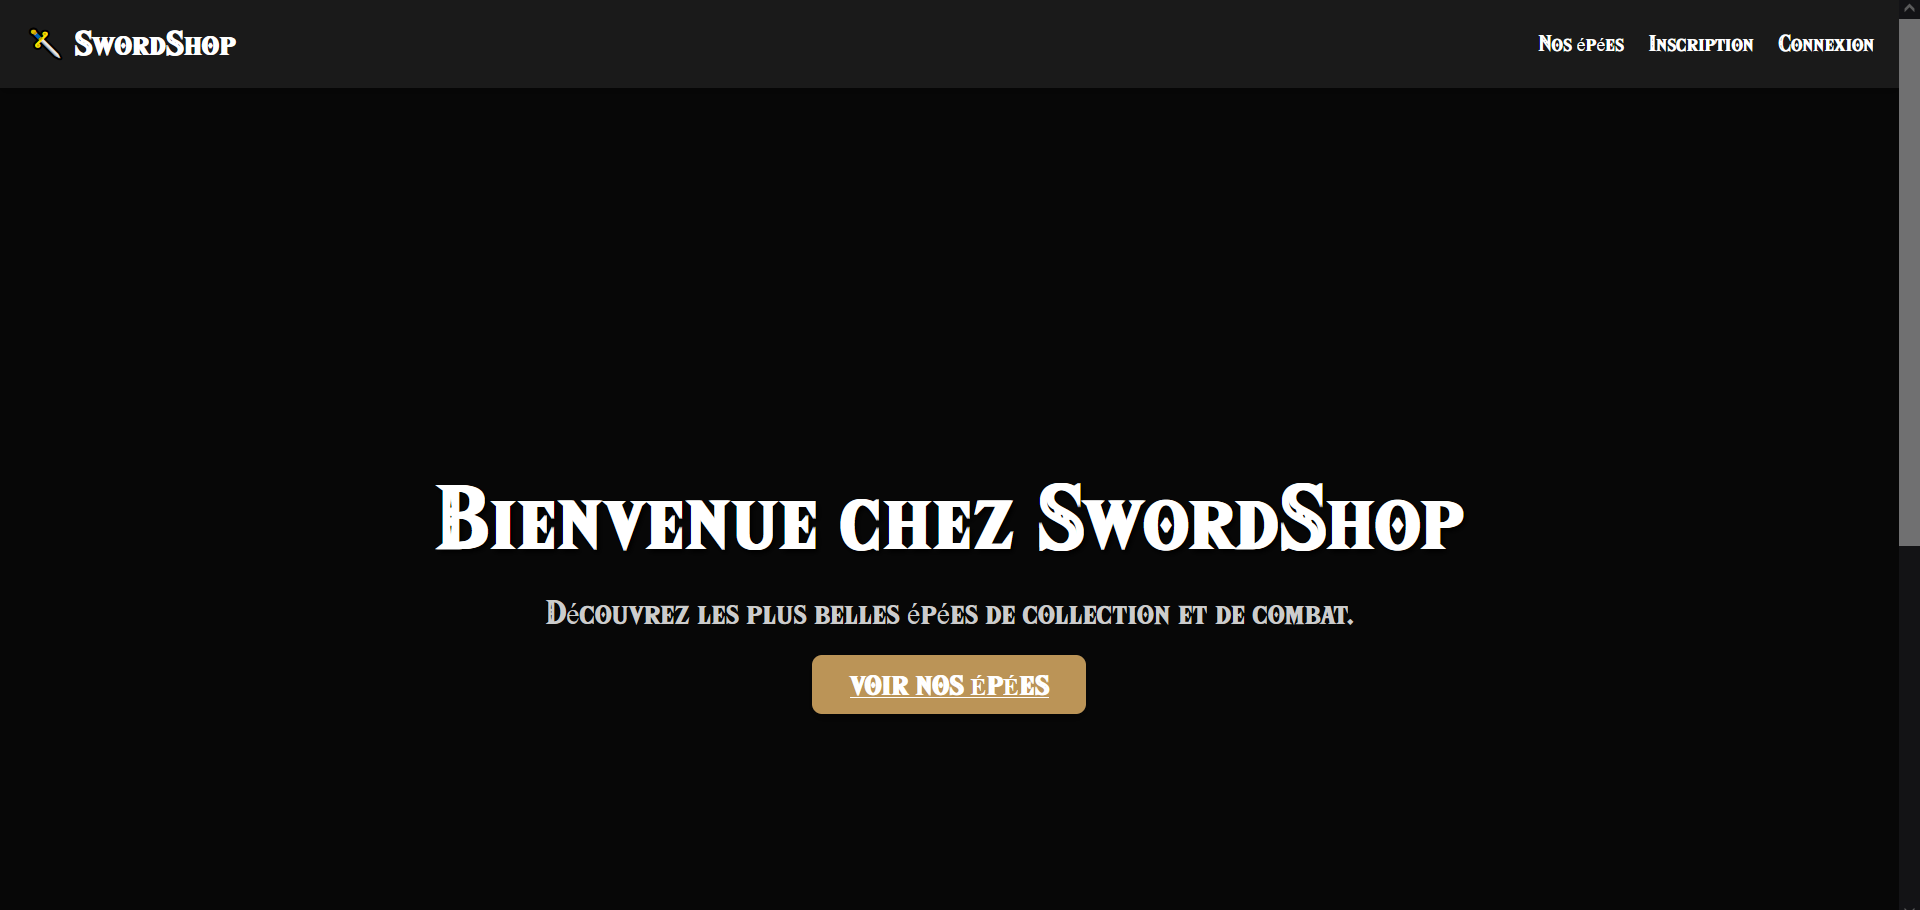 SwordShop
Nos épées Inscription Connexion
Bienvenue chez SwordShop
Découvrez les plus belles épées de collection et de combat.
VOIR NOS ÉPÉES